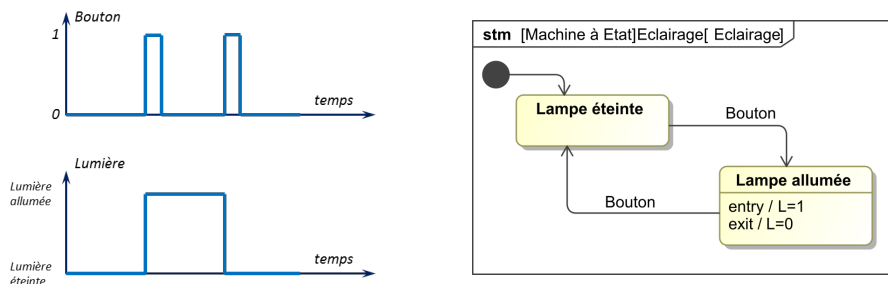 Bouton
1
0
temps
Lumière
Lumière
allumée
Lumière
éteinte
temps
stm [Machine à Etat]Eclairage[ Eclairage]
Lampe éteinte
Bouton
Lampe allumée
entry / L=1
exit / L=0
Bouton